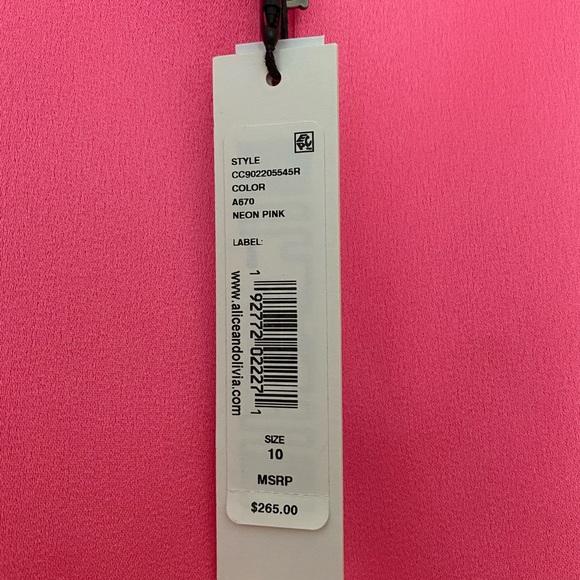 STYLE
CC902205545R
COLOR
A670
NEON PINK
LABEL:
1 92772 02227 1
www.aliceandolivia.com
SIZE
10
MSRP
$265.00